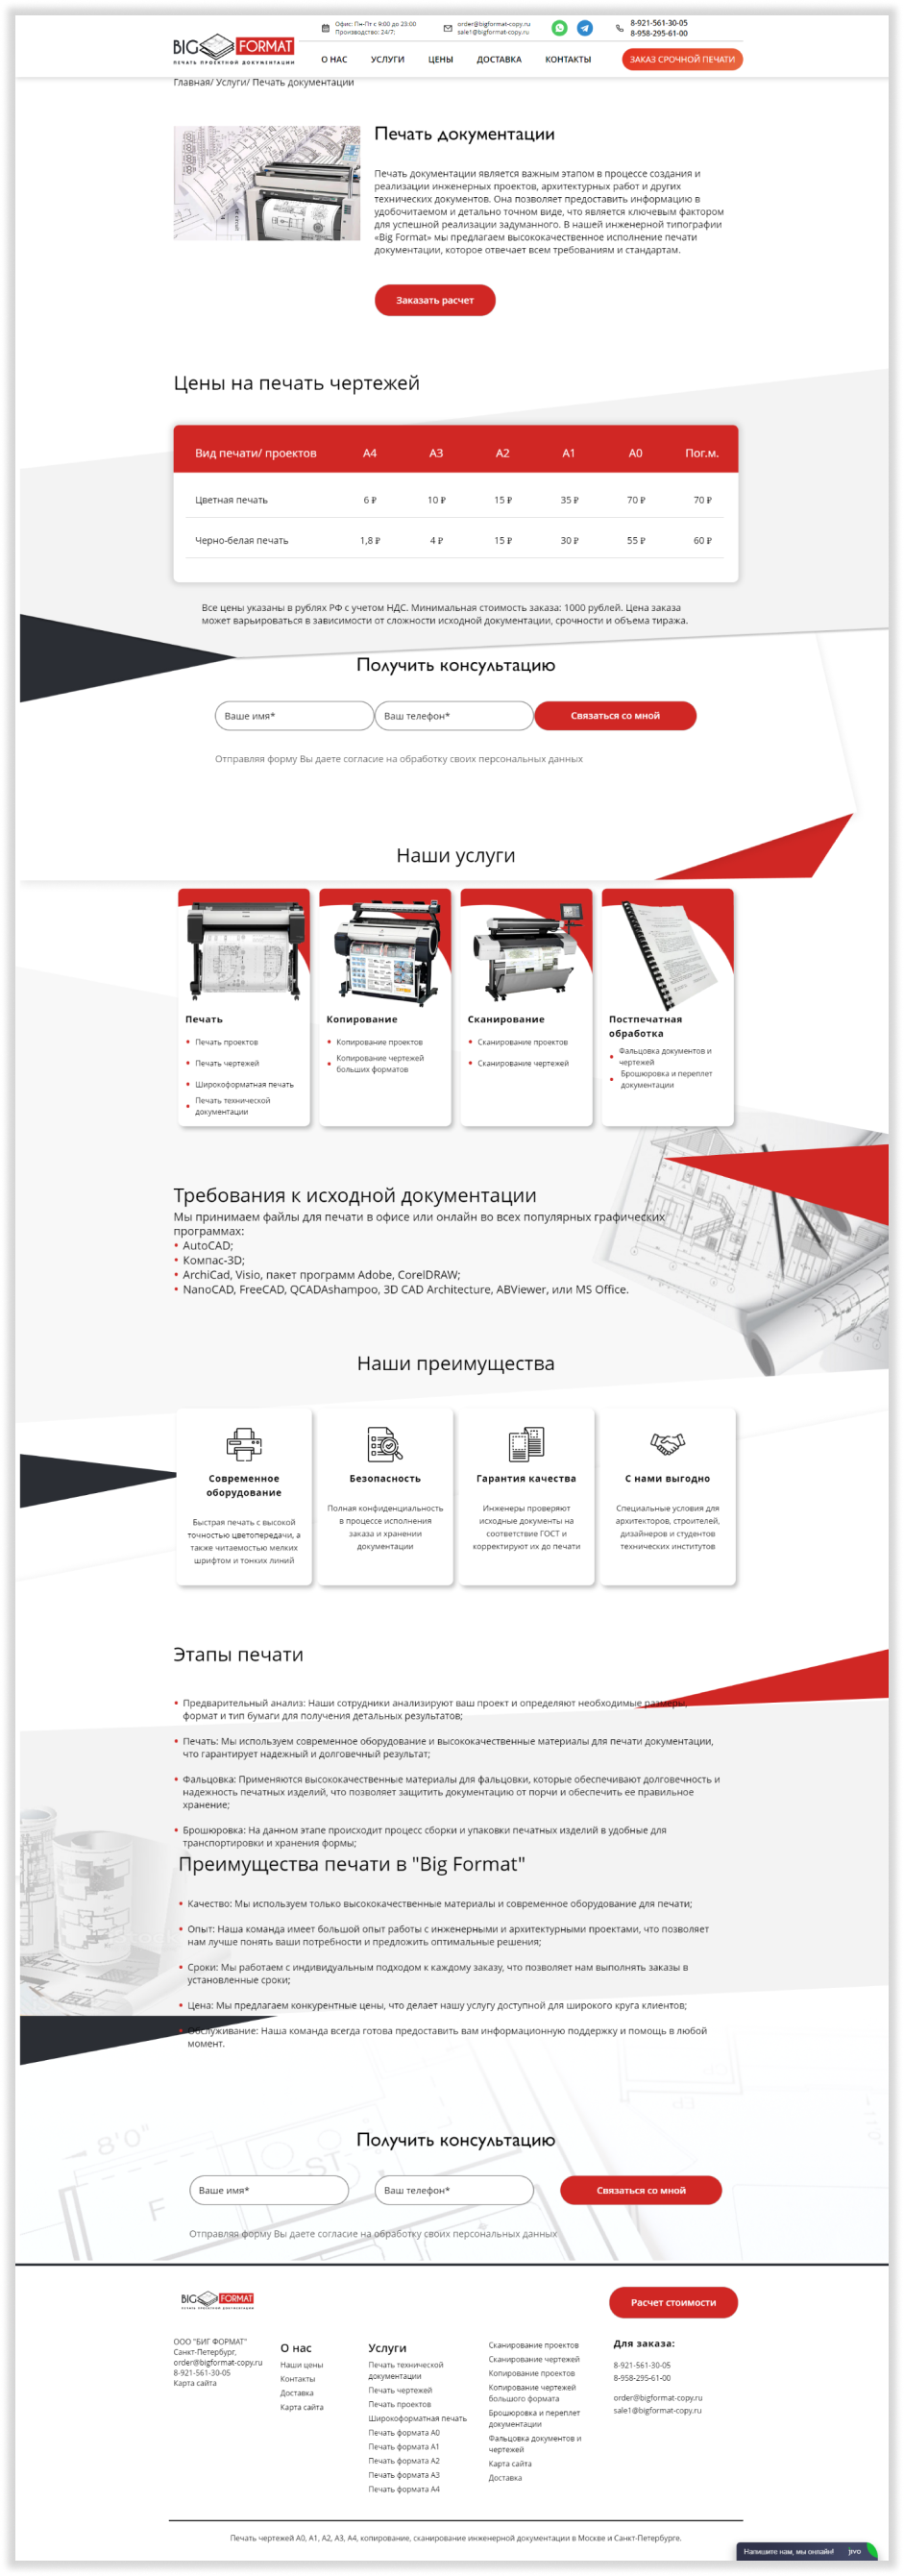 Офис: Пн-Пт с 9:00 до 23:00
Производство: 24/7;
order@bigformat-copy.ru
sale1@bigformat-copy.ru
8-921-561-30-05
8-958-295-61-00
BIG FORMAT
ПЕЧАТЬ ПРОЕКТНОЙ ДОКУМЕНТАЦИИ
О НАС УСЛУГИ ЦЕНЫ ДОСТАВКА КОНТАКТЫ ЗАКАЗ СРОЧНОЙ ПЕЧАТИ
Главная/ Услуги/ Печать документации
Печать документации
Печать документации является важным этапом в процессе создания и
реализации инженерных проектов, архитектурных работ и других
технических документов. Она позволяет предоставить информацию в
удобочитаемом и детально точном виде, что является ключевым фактором
для успешной реализации задуманного. В нашей инженерной типографии
«Big Format» мы предлагаем высококачественное исполнение печати
документации, которое отвечает всем требованиям и стандартам.
Заказать расчет
Цены на печать чертежей
Вид печати/ проектов А4 А3 А2 А1 А0 Пог.м.
Цветная печать 6 ₽ 10 ₽ 15 ₽ 35 ₽ 70 ₽ 70 ₽
Черно-белая печать 1,8 ₽ 4 ₽ 15 ₽ 30 ₽ 55 ₽ 60 ₽
Все цены указаны в рублях РФ с учетом НДС. Минимальная стоимость заказа: 1000 рублей. Цена заказа
может варьироваться в зависимости от сложности исходной документации, срочности и объема тиража.
Получить консультацию
Ваше имя* Ваш телефон* Связаться со мной
Отправляя форму Вы даете согласие на обработку своих персональных данных
Наши услуги
Печать
• Печать проектов
• Печать чертежей
• Широкоформатная печать
• Печать технической
документации
Копирование
• Копирование проектов
• Копирование чертежей
больших форматов
Сканирование
• Сканирование проектов
• Сканирование чертежей
Постпечатная
обработка
• Фальцовка документов и
чертежей
• Брошюровка и переплет
документации
Требования к исходной документации
Мы принимаем файлы для печати в офисе или онлайн во всех популярных графических
программах:
• AutoCAD;
• Компас-3D;
• ArchiCad, Visio, пакет программ Adobe, CorelDRAW;
• NanoCAD, FreeCAD, QCADAshampoo, 3D CAD Architecture, ABViewer, или MS Office.
Наши преимущества
Современное
оборудование
Быстрая печать с высокой
точностью цветопередачи, а
также читаемостью мелких
шрифтом и тонких линий
Безопасность
Полная конфиденциальность
в процессе исполнения
заказа и хранении
документации
Гарантия качества
Инженеры проверяют
исходные документы на
соответствие ГОСТ и
корректируют их до печати
С нами выгодно
Специальные условия для
архитекторов, строителей,
дизайнеров и студентов
технических институтов
Этапы печати
• Предварительный анализ: Наши сотрудники анализируют ваш проект и определяют необходимые размеры,
формат и тип бумаги для получения детальных результатов;
• Печать: Мы используем современное оборудование и высококачественные материалы для печати документации,
что гарантирует надежный и долговечный результат;
• Фальцовка: Применяются высококачественные материалы для фальцовки, которые обеспечивают долговечность и
надежность печатных изделий, что позволяет защитить документацию от порчи и обеспечить ее правильное
хранение;
• Брошюровка: На данном этапе происходит процесс сборки и упаковки печатных изделий в удобные для
транспортировки и хранения формы;
Преимущества печати в "Big Format"
• Качество: Мы используем только высококачественные материалы и современное оборудование для печати;
• Опыт: Наша команда имеет большой опыт работы с инженерными и архитектурными проектами, что позволяет
нам лучше понять ваши потребности и предложить оптимальные решения;
• Сроки: Мы работаем с индивидуальным подходом к каждому заказу, что позволяет нам выполнять заказы в
установленные сроки;
• Цена: Мы предлагаем конкурентные цены, что делает нашу услугу доступной для широкого круга клиентов;
• Обслуживание: Наша команда всегда готова предоставить вам информационную поддержку и помощь в любой
момент.
8'0"
ST
F
Получить консультацию
Ваше имя* Ваш телефон* Связаться со мной
Отправляя форму Вы даете согласие на обработку своих персональных данных
BIG FORMAT
Расчет стоимости
ООО "БИГ ФОРМАТ"
Санкт-Петербург,
order@bigformat-copy.ru
8-921-561-30-05
Карта сайта
О нас
Наши цены
Контакты
Доставка
Карта сайта
Услуги
Печать технической
документации
Печать чертежей
Печать проектов
Широкоформатная печать
Печать формата А0
Печать формата А1
Печать формата А2
Печать формата А3
Печать формата А4
Сканирование проектов
Сканирование чертежей
Копирование проектов
Копирование чертежей
большого формата
Брошюровка и переплет
документации
Фальцовка документов и
чертежей
Карта сайта
Доставка
Для заказа:
8-921-561-30-05
8-958-295-61-00
order@bigformat-copy.ru
sale1@bigformat-copy.ru
Печать чертежей А0, А1, А2, А3, А4, копирование, сканирование инженерной документации в Москве и Санкт-Петербурге.
Напишите нам, мы онлайн! jivo